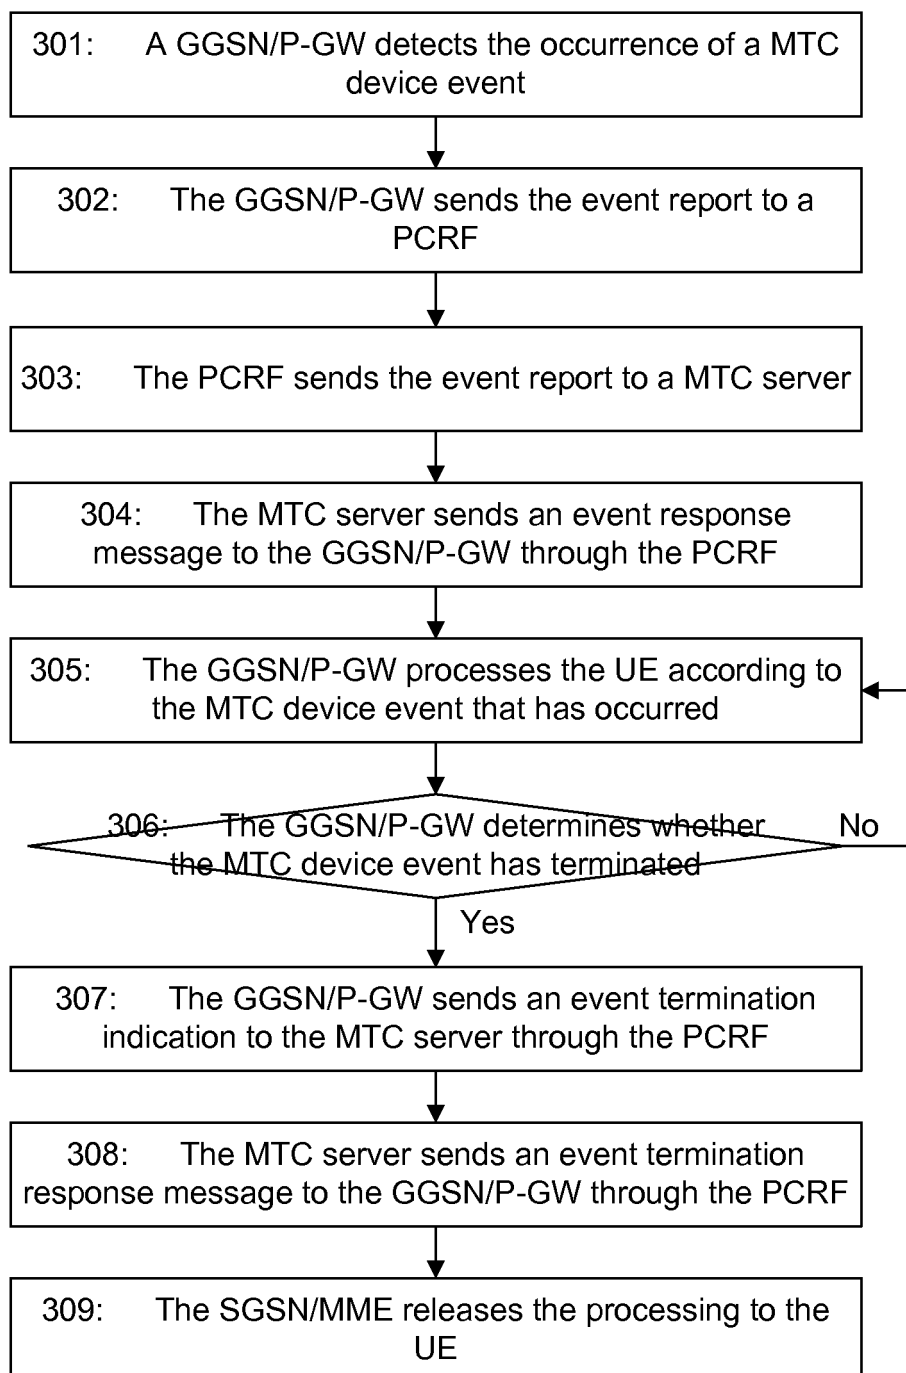 301: A GGSN/P-GW detects the occurrence of a MTC
device event
302: The GGSN/P-GW sends the event report to a
PCRF
303: The PCRF sends the event report to a MTC server
304: The MTC server sends an event response
message to the GGSN/P-GW through the PCRF
305: The GGSN/P-GW processes the UE according to
the MTC device event that has occurred
306: The GGSN/P-GW determines whether
the MTC device event has terminated
No
Yes
307: The GGSN/P-GW sends an event termination
indication to the MTC server through the PCRF
308: The MTC server sends an event termination
response message to the GGSN/P-GW through the PCRF
309: The SGSN/MME releases the processing to the
UE